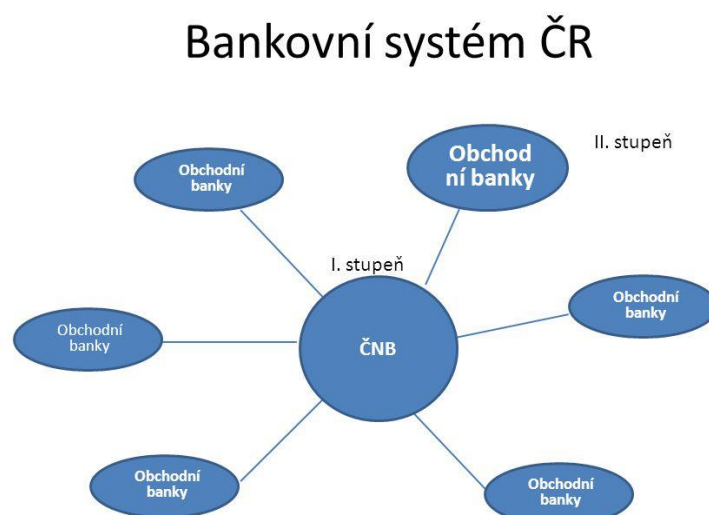 Bankovní systém ČR
Obchodní
banky
Obchod
ní banky
II. stupeň
I. stupeň
Obchodní
banky
Obchodní
banky
ČNB
Obchodní
banky
Obchodní
banky